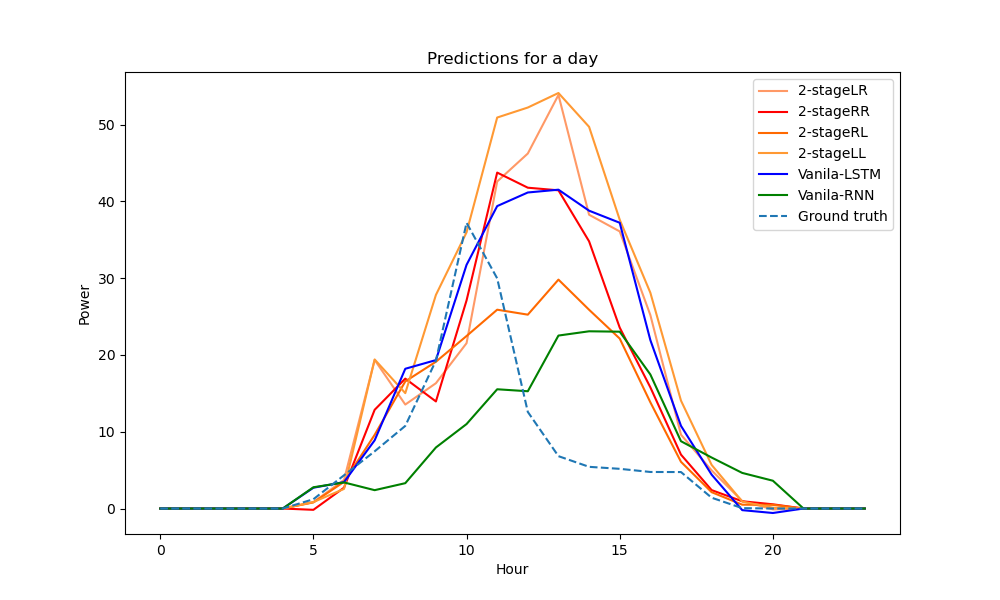 Predictions for a day
2-stageLR
2-stageRR
2-stageRL
2-stageLL
Vanila-LSTM
Vanila-RNN
Ground truth
Power
50
40
30
20
10
0
0 5 10 15 20
Hour